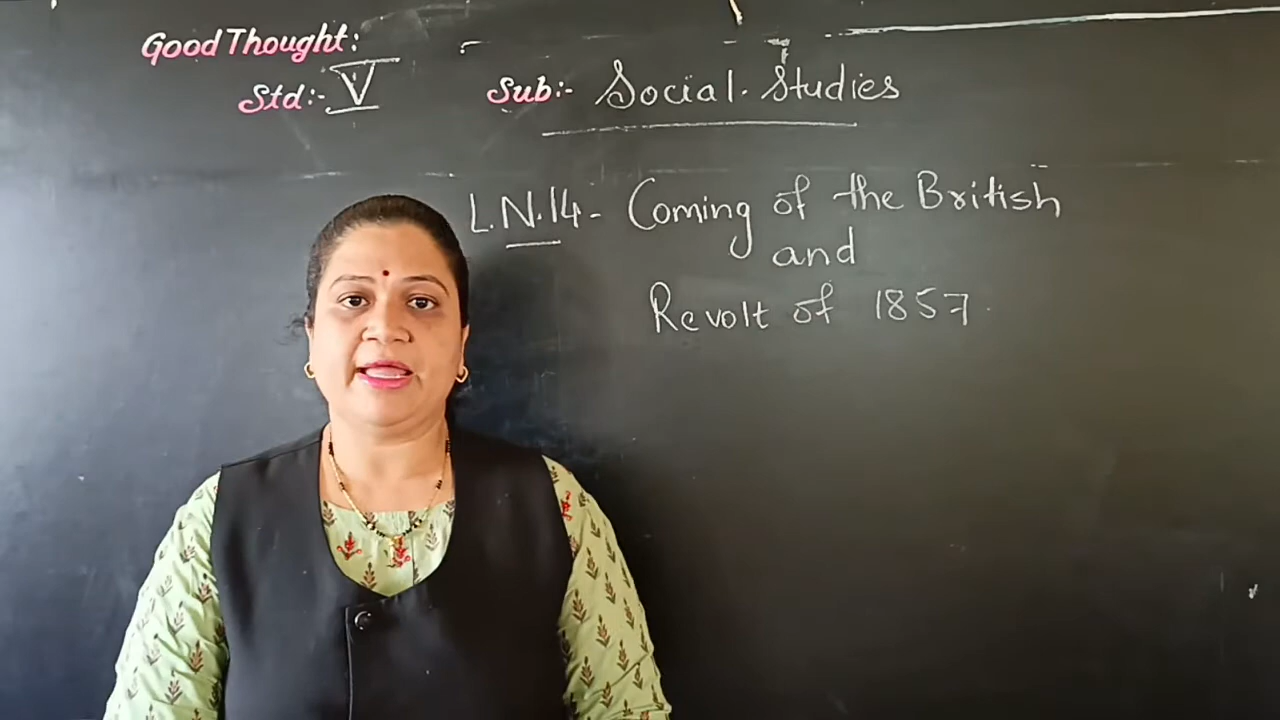 Good Thought:
Std:- V Sub:- Social. Studies
L.N.14- Coming of the British
and
Revolt of 1857.